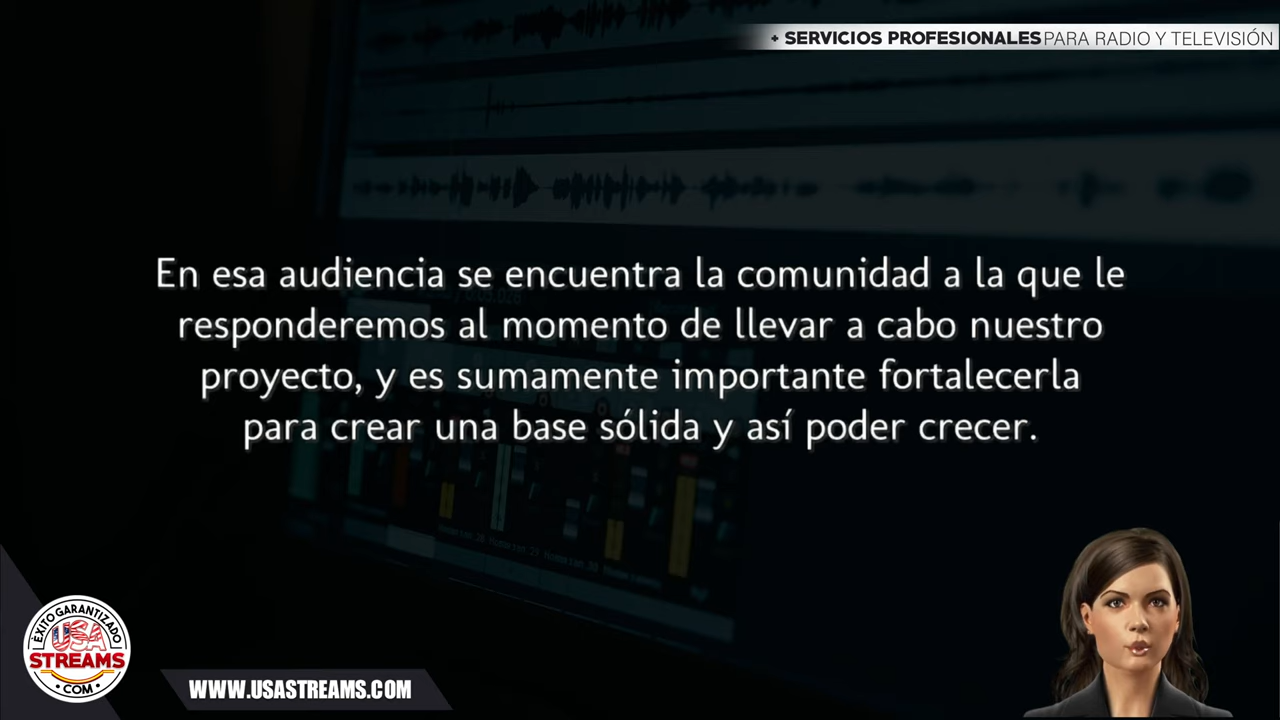 + SERVICIOS PROFESIONALES PARA RADIO Y TELEVISIÓN
En esa audiencia se encuentra la comunidad a la que le
responderemos al momento de llevar a cabo nuestro
proyecto, y es sumamente importante fortalecerla
para crear una base sólida y así poder crecer.
ÉXITO GARANTIZADO
USA
STREAMS
• COM •
WWW.USASTREAMS.COM